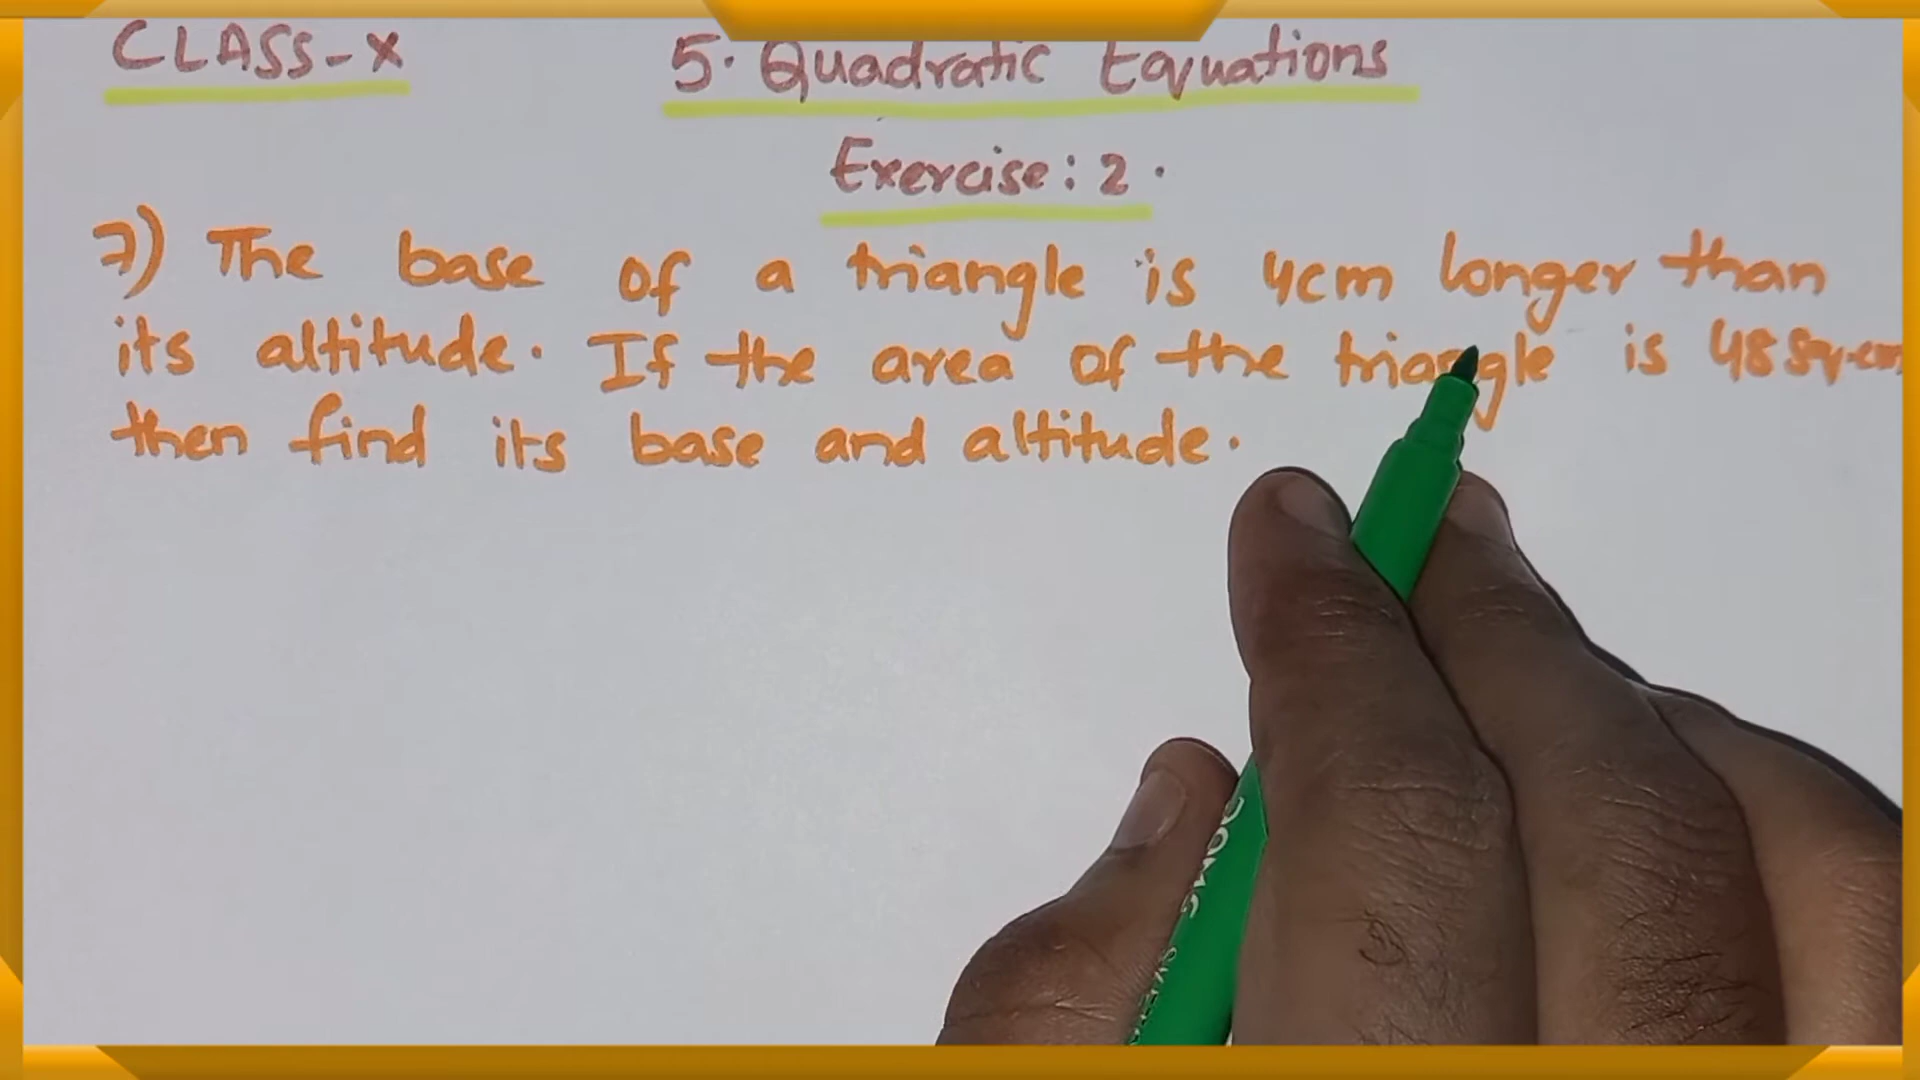 CLASS-X
5. Quadratic Equations
Exercise: 2.
7) The base of a triangle is 4cm longer than
its altitude. If the area of the triangle is 48 sq.cm
then find its base and altitude.
DOMS